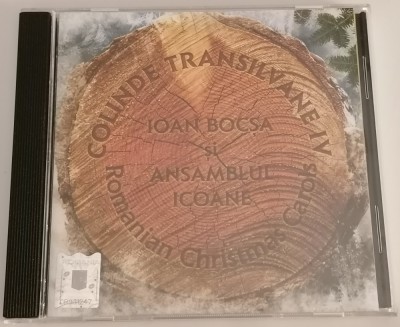 COLINDE TRANSILVANE IV
IOAN BOCSA
și
ANSAMBLUL
ICOANE
Romanian Christmas Carols